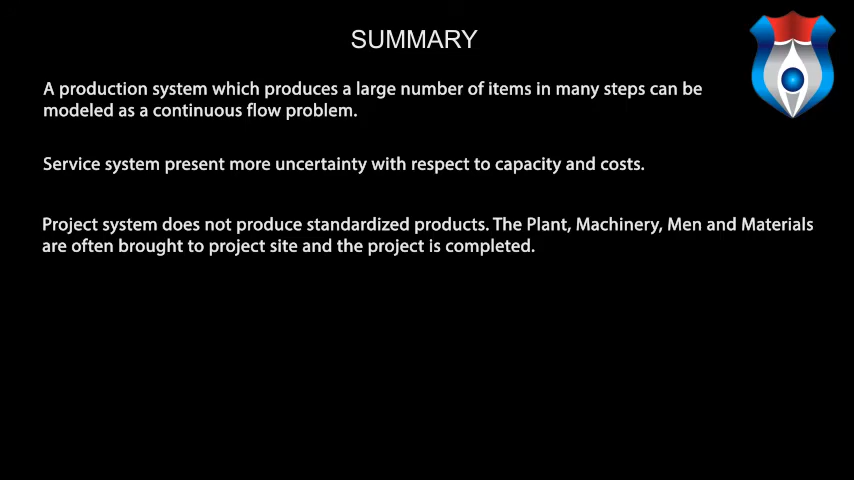 SUMMARY
A production system which produces a large number of items in many steps can be
modeled as a continuous flow problem.
Service system present more uncertainty with respect to capacity and costs.
Project system does not produce standardized products. The Plant, Machinery, Men and Materials
are often brought to project site and the project is completed.